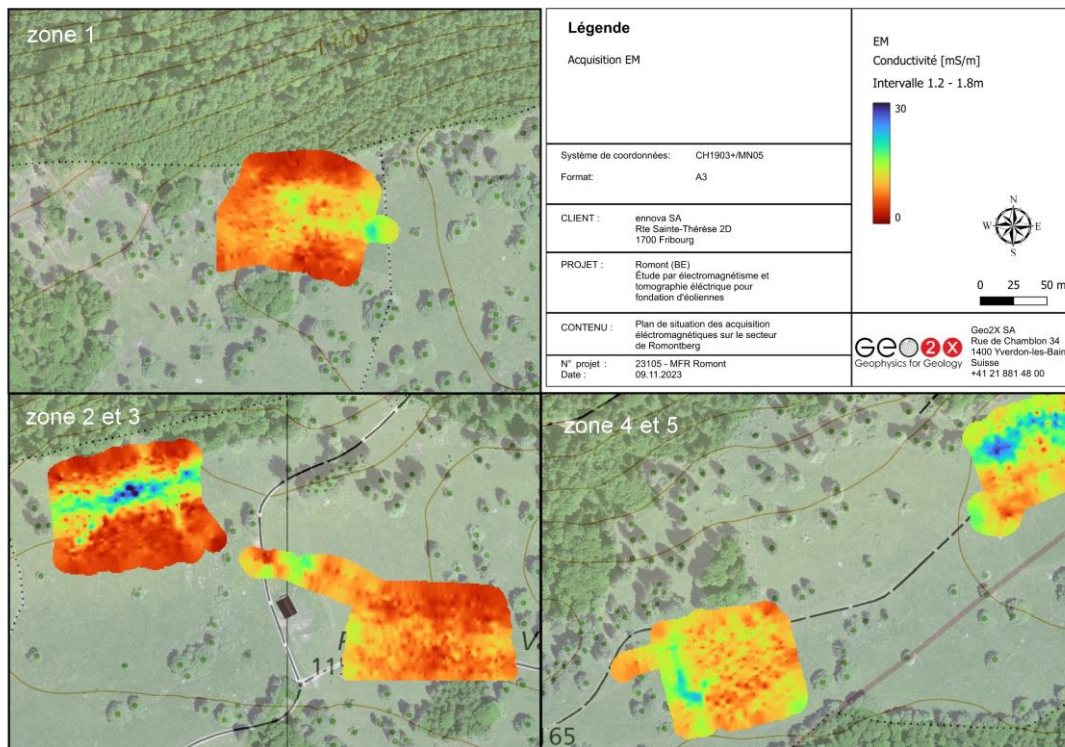 zone 1
1100
Légende
Acquisition EM
Système de coordonnées: CH1903+/MN05
Format: A3
CLIENT : ennova SA
Rte Sainte-Thérèse 2D
1700 Fribourg
PROJET : Romont (BE)
Étude par électromagnétisme et
tomographie éléctrique pour
fondation d'éoliennes
CONTENU : Plan de situation des acquisition
éléctromagnétiques sur le secteur
de Romontberg
N° projet : 23105 - MFR Romont
Date : 09.11.2023
EM
Conductivité [mS/m]
Intervalle 1.2 - 1.8m
30
0
N
W E
S
0 25 50 m
GEO2X
Geophysics for Geology
Geo2X SA
Rue de Chamblon 34
1400 Yverdon-les-Bain
Suisse
+41 21 881 48 00
zone 2 et 3
zone 4 et 5
165